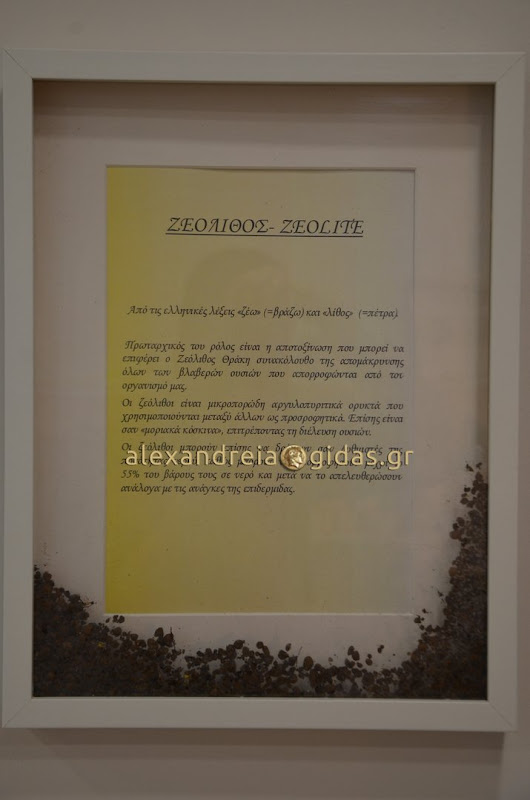 ΖΕΟΛΙΘΟΣ- ZEOLITE
Από τις ελληνικές λέξεις «ζέω» (=βράζω) και «λίθος» (=πέτρα).
Πρωταρχικός του ρόλος είναι η αποτοξίνωση που μπορεί να
επιφέρει ο Ζεόλιθος Θράκη συνακόλουθο της απομάκρυνσης
όλων των βλαβερών ουσιών που απορροφώνται από τον
οργανισμό μας.
Οι ζεόλιθοι είναι μικροπορώδη αργυλοπυριτικά ορυκτά που
χρησιμοποιούνται μεταξύ άλλων ως προσροφητικά. Επίσης είναι
σαν «μοριακά κόσκινα», επιτρέποντας τη διέλευση ουσιών.
Οι ζεόλιθοι μπορούν επίσης να
alexandreia gidas.gr
55% του βάρους τους σε νερό και μετά να το απελευθερώσουν
ανάλογα με τις ανάγκες της επιδερμίδας.